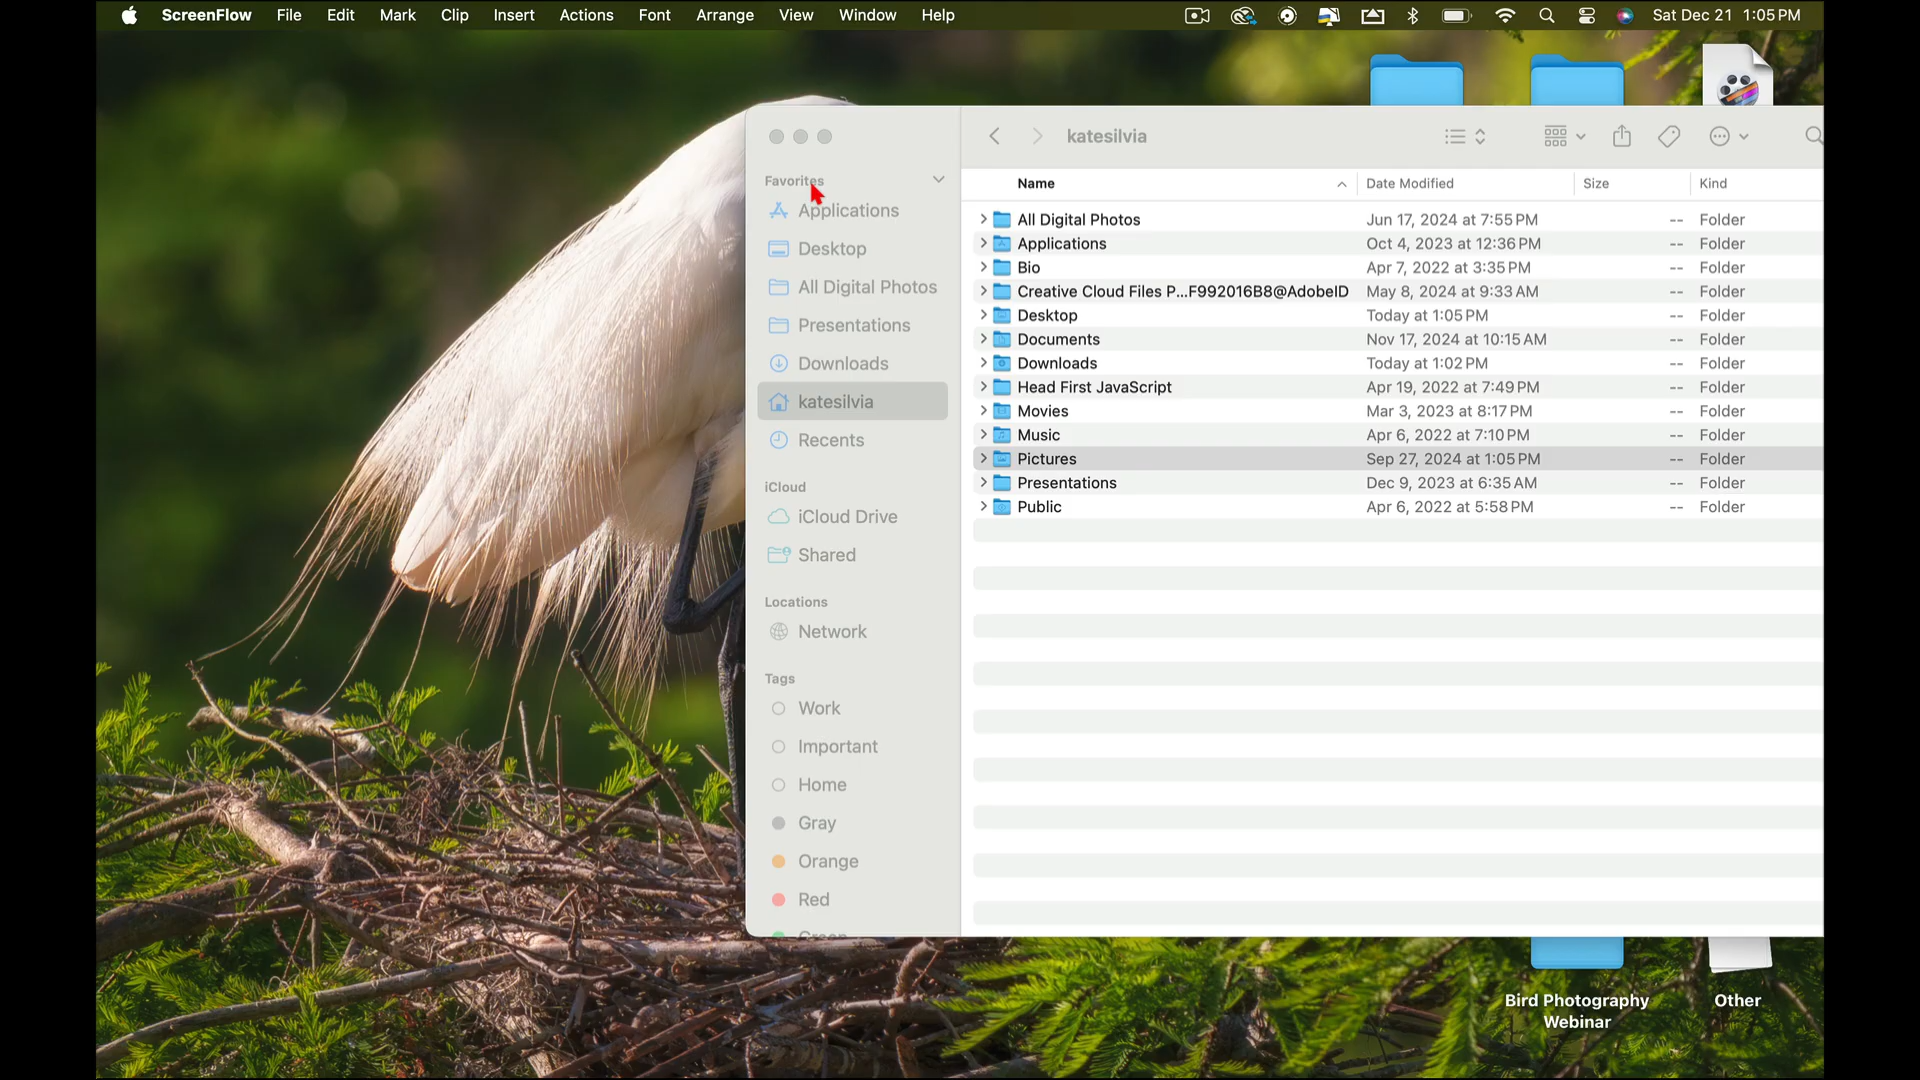 ScreenFlow File Edit Mark Clip Insert Actions Font Arrange View Window Help Sat Dec 21 1:05 PM
katesilvia
Favorites
Applications
Desktop
All Digital Photos
Presentations
Downloads
katesilvia
Recents
iCloud
iCloud Drive
Shared
Locations
Network
Tags
Work
Important
Home
Gray
Orange
Red
Green
Name Date Modified Size Kind
All Digital Photos Jun 17, 2024 at 7:55 PM -- Folder
Applications Oct 4, 2023 at 12:36 PM -- Folder
Bio Apr 7, 2022 at 3:35 PM -- Folder
Creative Cloud Files P...F992016B8@AdobeID May 8, 2024 at 9:33 AM -- Folder
Desktop Today at 1:05 PM -- Folder
Documents Nov 17, 2024 at 10:15 AM -- Folder
Downloads Today at 1:02 PM -- Folder
Head First JavaScript Apr 19, 2022 at 7:49 PM -- Folder
Movies Mar 3, 2023 at 8:17 PM -- Folder
Music Apr 6, 2022 at 7:10 PM -- Folder
Pictures Sep 27, 2024 at 1:05 PM -- Folder
Presentations Dec 9, 2023 at 6:35 AM -- Folder
Public Apr 6, 2022 at 5:58 PM -- Folder
Bird Photography
Webinar
Other